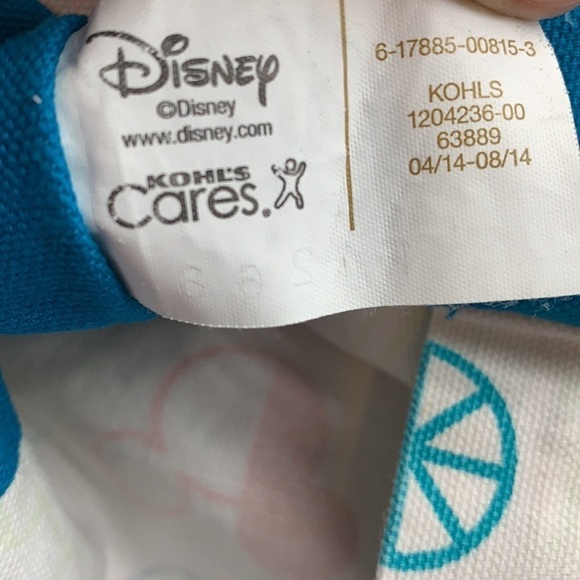 Disney
©Disney
www.disney.com
KOHL'S
Cares.®
6-17885-00815-3
KOHLS
1204236-00
63889
04/14-08/14